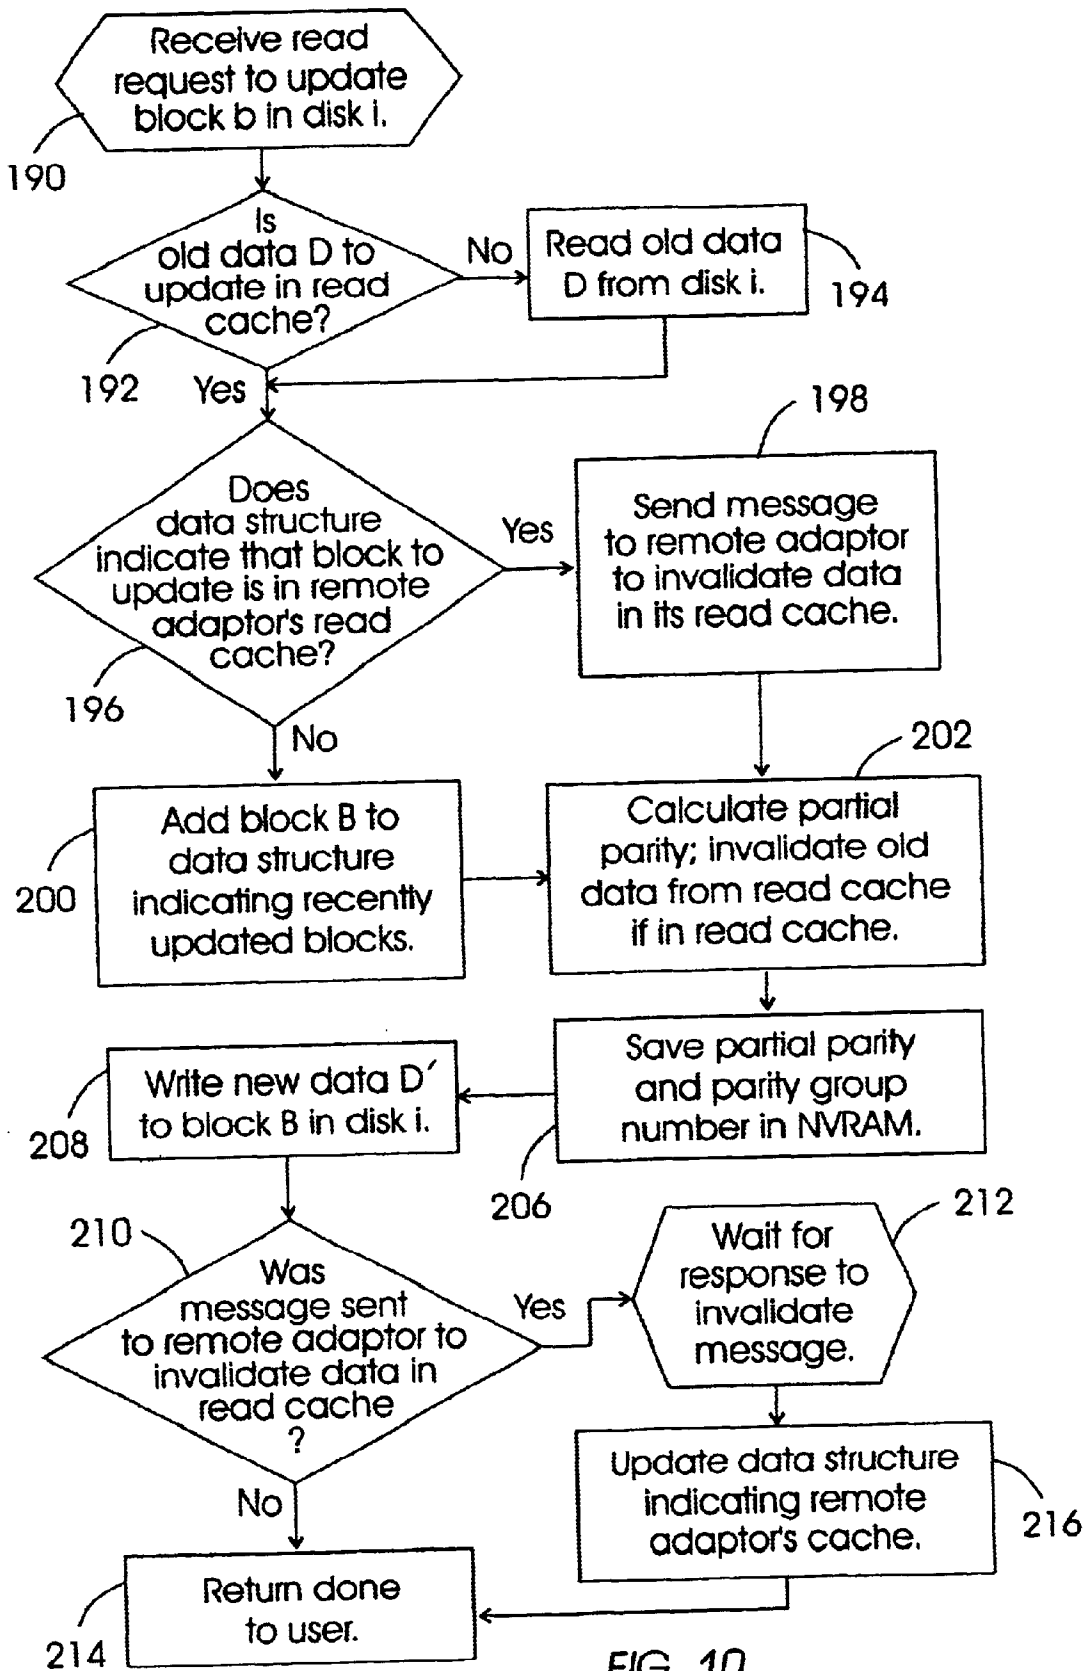 Receive read
request to update
block b in disk i.
190
Is
old data D to
update in read
cache?
192
No
Read old data
D from disk i.
194
Yes
198
Does
data structure
indicate that block to
update is in remote
adaptor's read
cache?
196
Yes
Send message
to remote adaptor
to invalidate data
in its read cache.
No
202
Add block B to
data structure
indicating recently
updated blocks.
200
Calculate partial
parity; invalidate old
data from read cache
if in read cache.
Save partial parity
and parity group
number in NVRAM.
206
Write new data D′
to block B in disk i.
208
210
Was
message sent
to remote adaptor to
invalidate data in
read cache
?
Yes
212
Wait for
response to
invalidate
message.
Update data structure
indicating remote
adaptor's cache.
216
No
Return done
to user.
214
FIG. 10